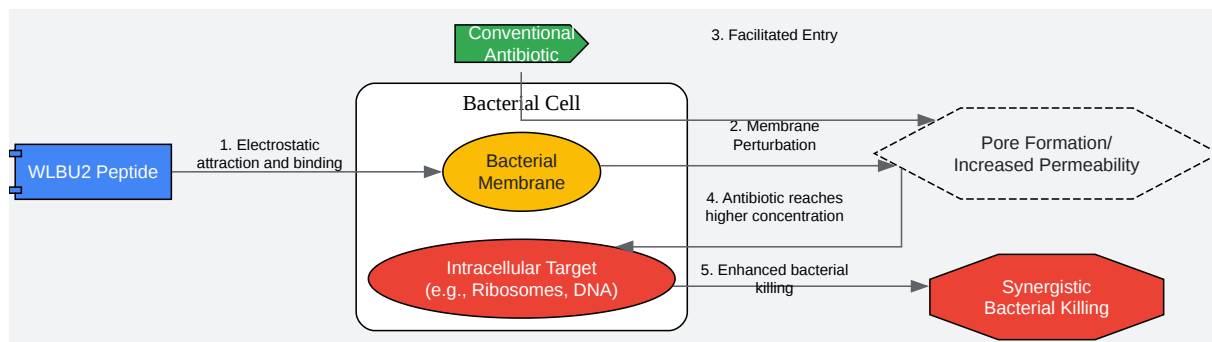 Conventional
Antibiotic
3. Facilitated Entry
Bacterial Cell
1. Electrostatic
attraction and binding
WLBU2 Peptide
Bacterial
Membrane
2. Membrane
Perturbation
Pore Formation/
Increased Permeability
4. Antibiotic reaches
higher concentration
Intracellular Target
(e.g., Ribosomes, DNA)
5. Enhanced bacterial
killing
Synergistic
Bacterial Killing